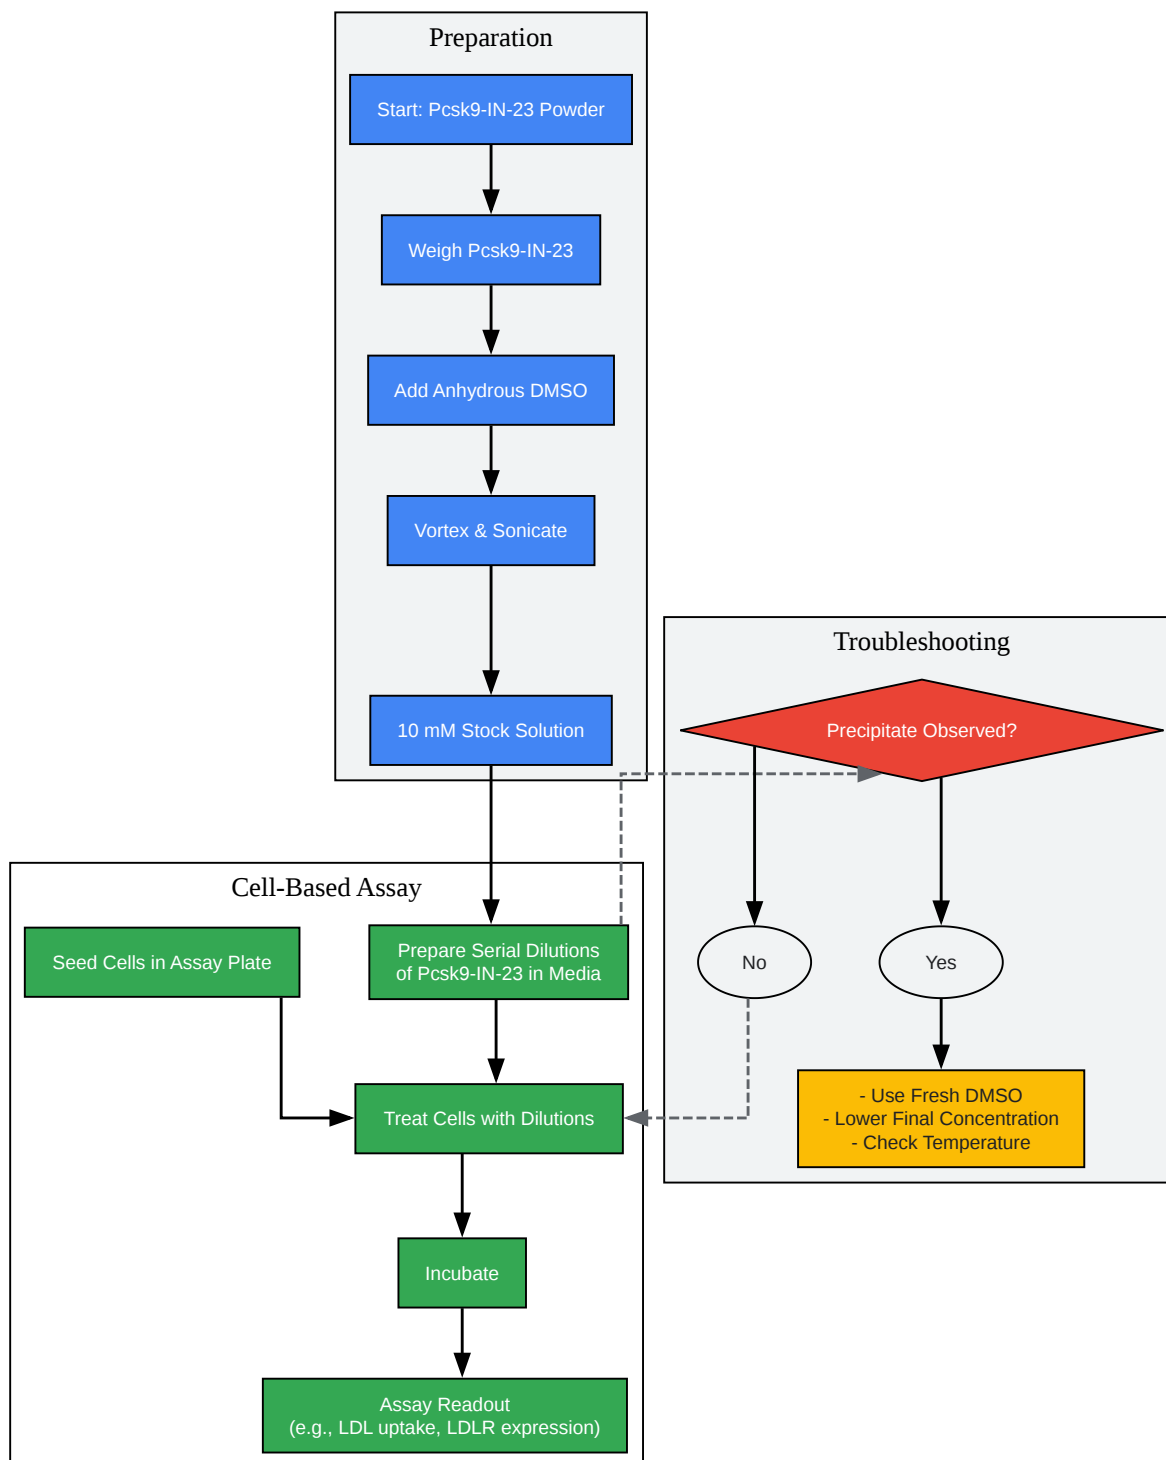 Preparation
Start: Pcsk9-IN-23 Powder
Weigh Pcsk9-IN-23
Add Anhydrous DMSO
Vortex & Sonicate
10 mM Stock Solution
Troubleshooting
Precipitate Observed?
No
Yes
- Use Fresh DMSO
- Lower Final Concentration
- Check Temperature
Cell-Based Assay
Seed Cells in Assay Plate
Prepare Serial Dilutions
of Pcsk9-IN-23 in Media
Treat Cells with Dilutions
Incubate
Assay Readout
(e.g., LDL uptake, LDLR expression)